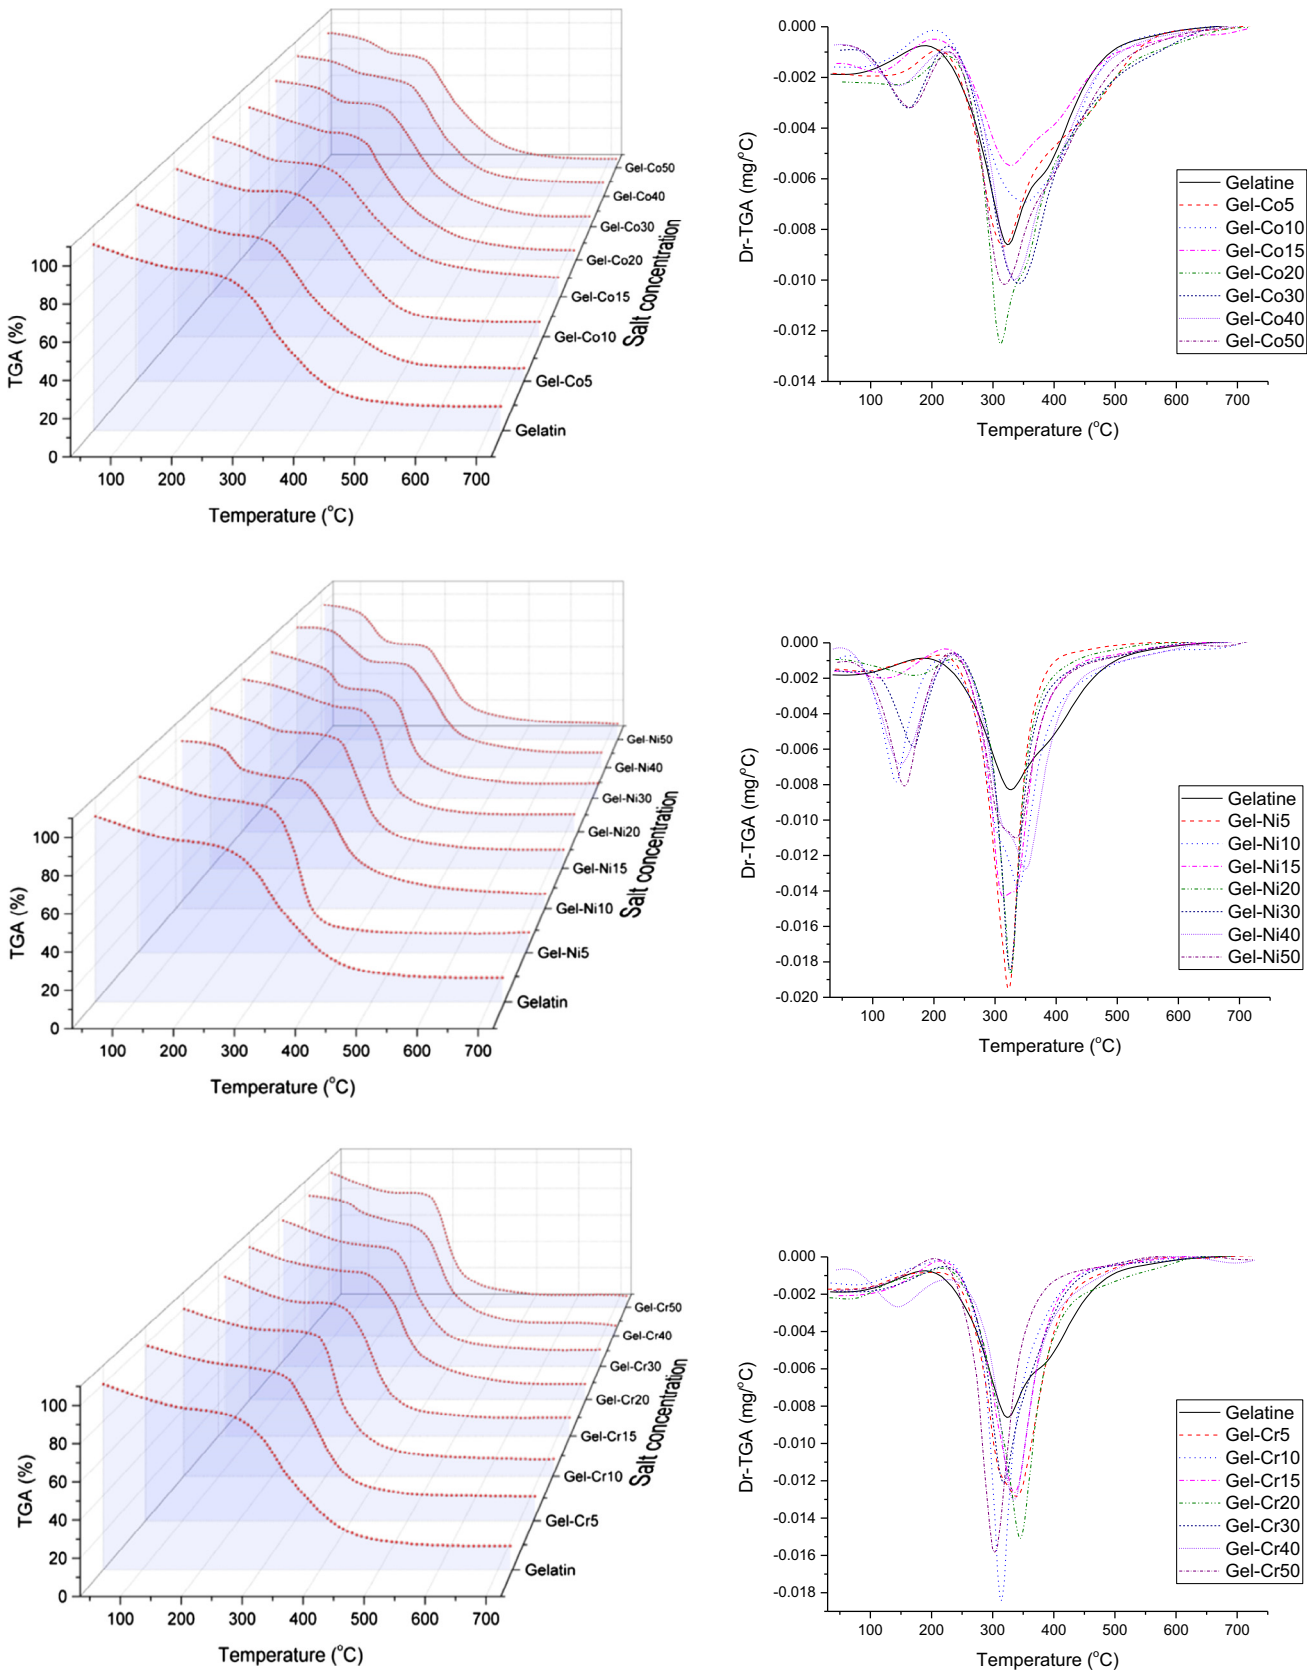 100
80
60
40
20
0
TGA (%)
100 200 300 400 500 600 700
Temperature (°C)
Gel-Co50
Gel-Co40
Gel-Co30
Gel-Co20
Gel-Co15
Gel-Co10
Gel-Co5
Gelatin
Salt concentration
0.000
-0.002
-0.004
-0.006
-0.008
-0.010
-0.012
-0.014
Dr-TGA (mg/°C)
100 200 300 400 500 600 700
Temperature (°C)
Gelatine
Gel-Co5
Gel-Co10
Gel-Co15
Gel-Co20
Gel-Co30
Gel-Co40
Gel-Co50
100
80
60
40
20
0
TGA (%)
100 200 300 400 500 600 700
Temperature (°C)
Gel-Ni50
Gel-Ni40
Gel-Ni30
Gel-Ni20
Gel-Ni15
Gel-Ni10
Gel-Ni5
Gelatin
Salt concentration
0.000
-0.002
-0.004
-0.006
-0.008
-0.010
-0.012
-0.014
-0.016
-0.018
-0.020
Dr-TGA (mg/°C)
100 200 300 400 500 600 700
Temperature (°C)
Gelatine
Gel-Ni5
Gel-Ni10
Gel-Ni15
Gel-Ni20
Gel-Ni30
Gel-Ni40
Gel-Ni50
100
80
60
40
20
0
TGA (%)
100 200 300 400 500 600 700
Temperature (°C)
Gel-Cr50
Gel-Cr40
Gel-Cr30
Gel-Cr20
Gel-Cr15
Gel-Cr10
Gel-Cr5
Gelatin
Salt concentration
0.000
-0.002
-0.004
-0.006
-0.008
-0.010
-0.012
-0.014
-0.016
-0.018
Dr-TGA (mg/°C)
100 200 300 400 500 600 700
Temperature (°C)
Gelatine
Gel-Cr5
Gel-Cr10
Gel-Cr15
Gel-Cr20
Gel-Cr30
Gel-Cr40
Gel-Cr50